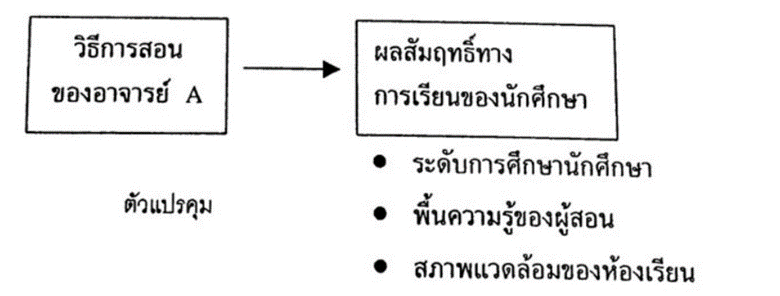 วิธีการสอน
ของอาจารย์ A
ผลสัมฤทธิ์ทาง
การเรียนของนักศึกษา
ตัวแปรคุม
• ระดับการศึกษานักศึกษา
• พื้นความรู้ของผู้สอน
• สภาพแวดล้อมของห้องเรียน